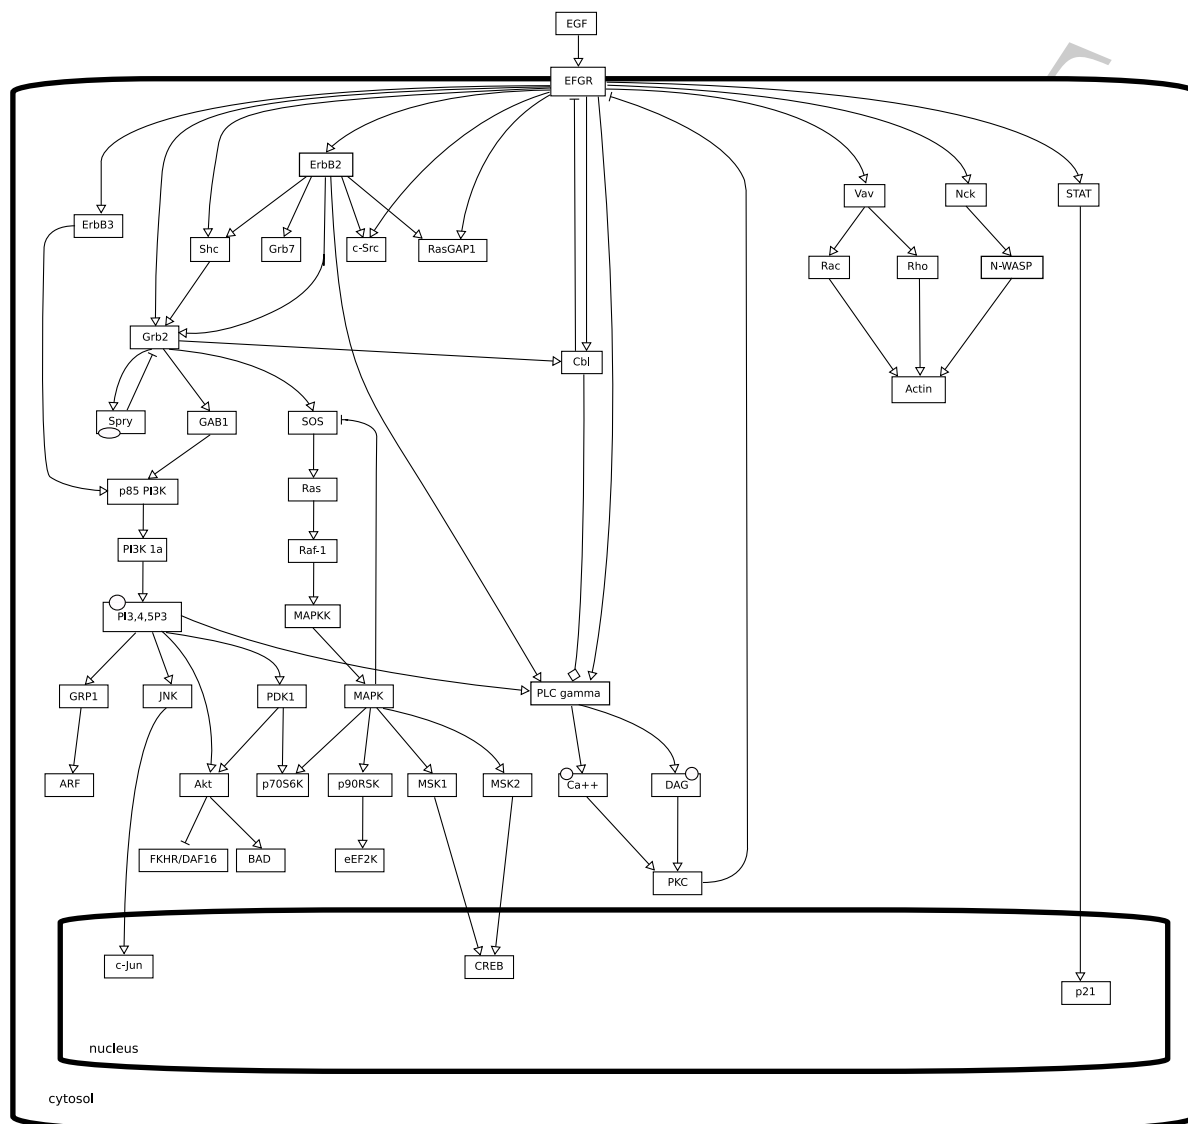 EGF
EFGR
ErbB2
Vav
Nck
STAT
ErbB3
Shc
Grb7
c-Src
RasGAP1
Rac
Rho
N-WASP
Grb2
Cbl
Actin
Spry
GAB1
SOS
p85 PI3K
Ras
PI3K 1a
Raf-1
PI3,4,5P3
MAPKK
GRP1
JNK
PDK1
MAPK
PLC gamma
ARF
Akt
p70S6K
p90RSK
MSK1
MSK2
Ca++
DAG
FKHR/DAF16
BAD
eEF2K
PKC
c-Jun
CREB
p21
nucleus
cytosol